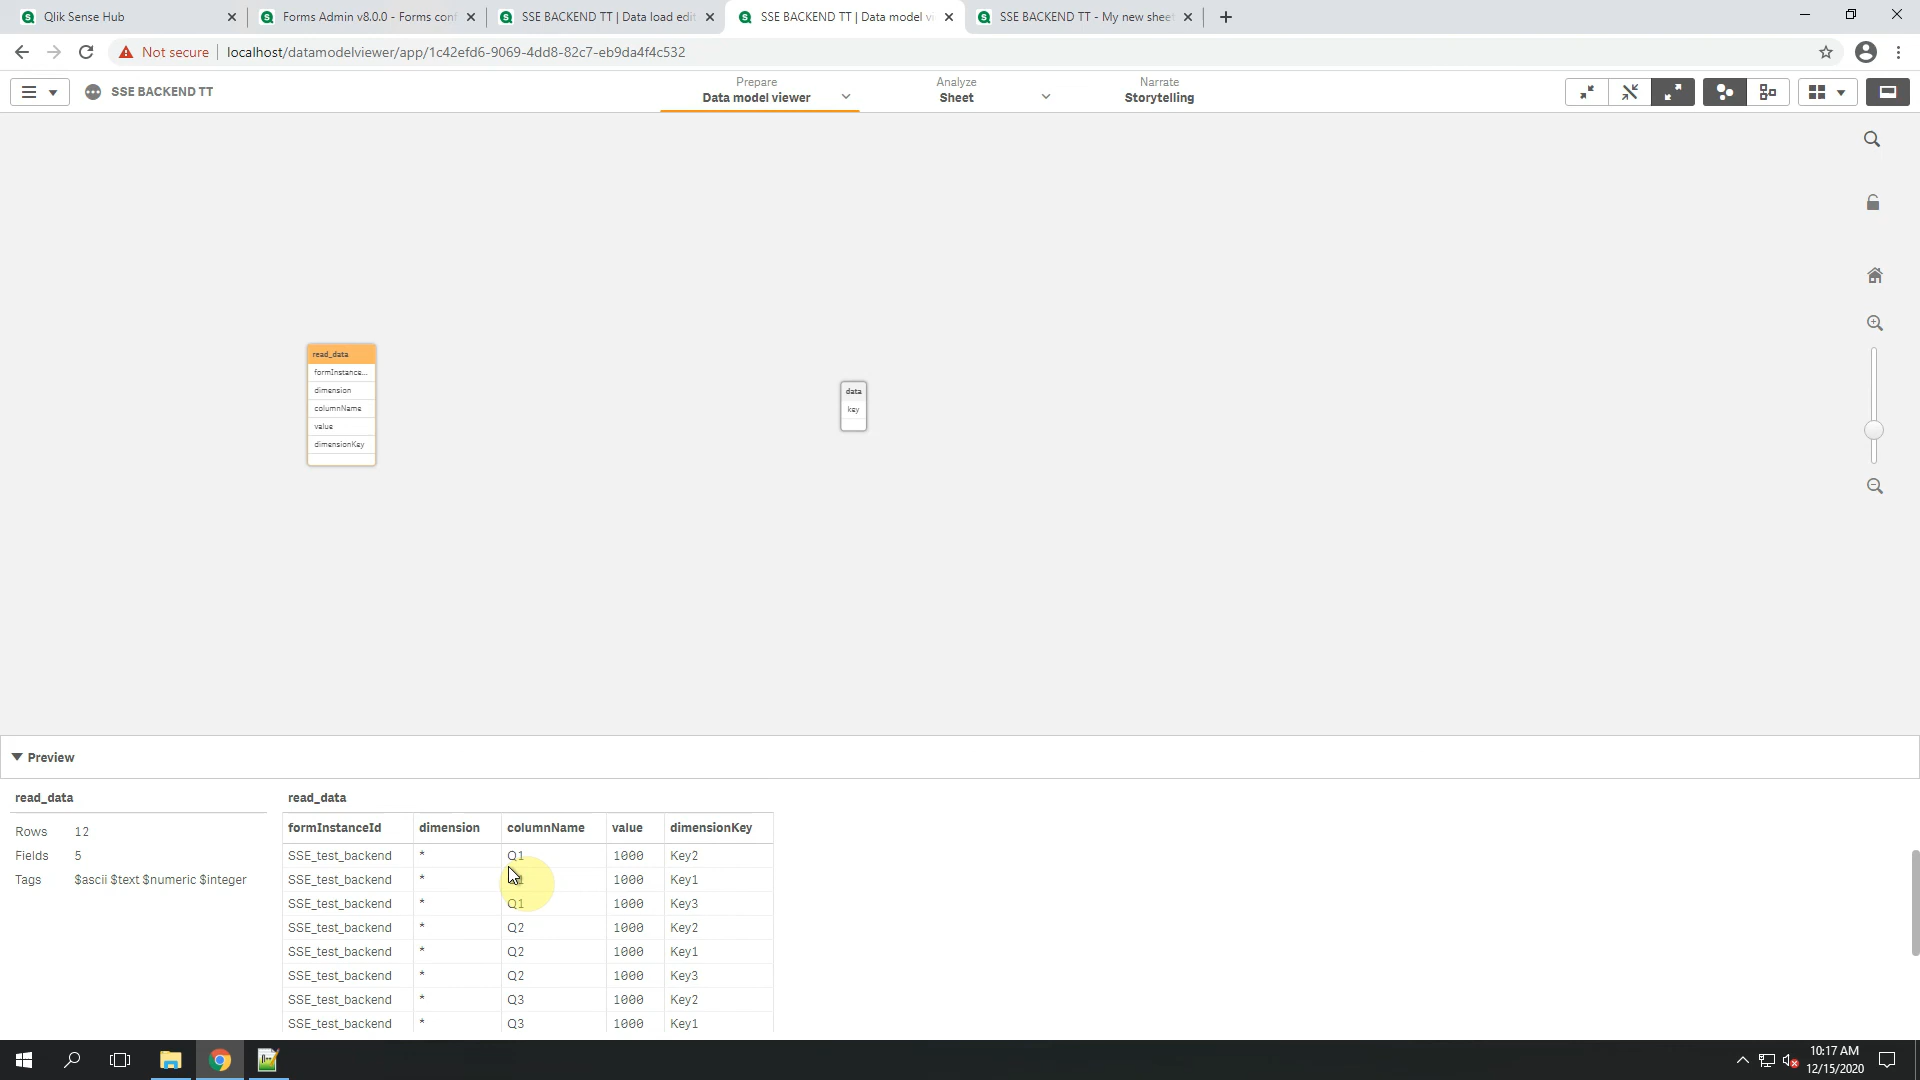 Qlik Sense Hub
Forms Admin v8.0.0 - Forms conf
SSE BACKEND TT | Data load edit
SSE BACKEND TT | Data model vi
SSE BACKEND TT - My new sheet
Not secure
localhost/datamodelviewer/app/1c42efd6-9069-4dd8-82c7-eb9da4f4c532
SSE BACKEND TT
Prepare
Data model viewer
Analyze
Sheet
Narrate
Storytelling
read_data
formInstance...
dimension
columnName
value
dimensionKey
data
key
Preview
read_data
Rows 12
Fields 5
Tags $ascii $text $numeric $integer
read_data
formInstanceId dimension columnName value dimensionKey
SSE_test_backend * Q1 1000 Key2
SSE_test_backend * 1000 Key1
SSE_test_backend * Q1 1000 Key3
SSE_test_backend * Q2 1000 Key2
SSE_test_backend * Q2 1000 Key1
SSE_test_backend * Q2 1000 Key3
SSE_test_backend * Q3 1000 Key2
SSE_test_backend * Q3 1000 Key1
10:17 AM
12/15/2020